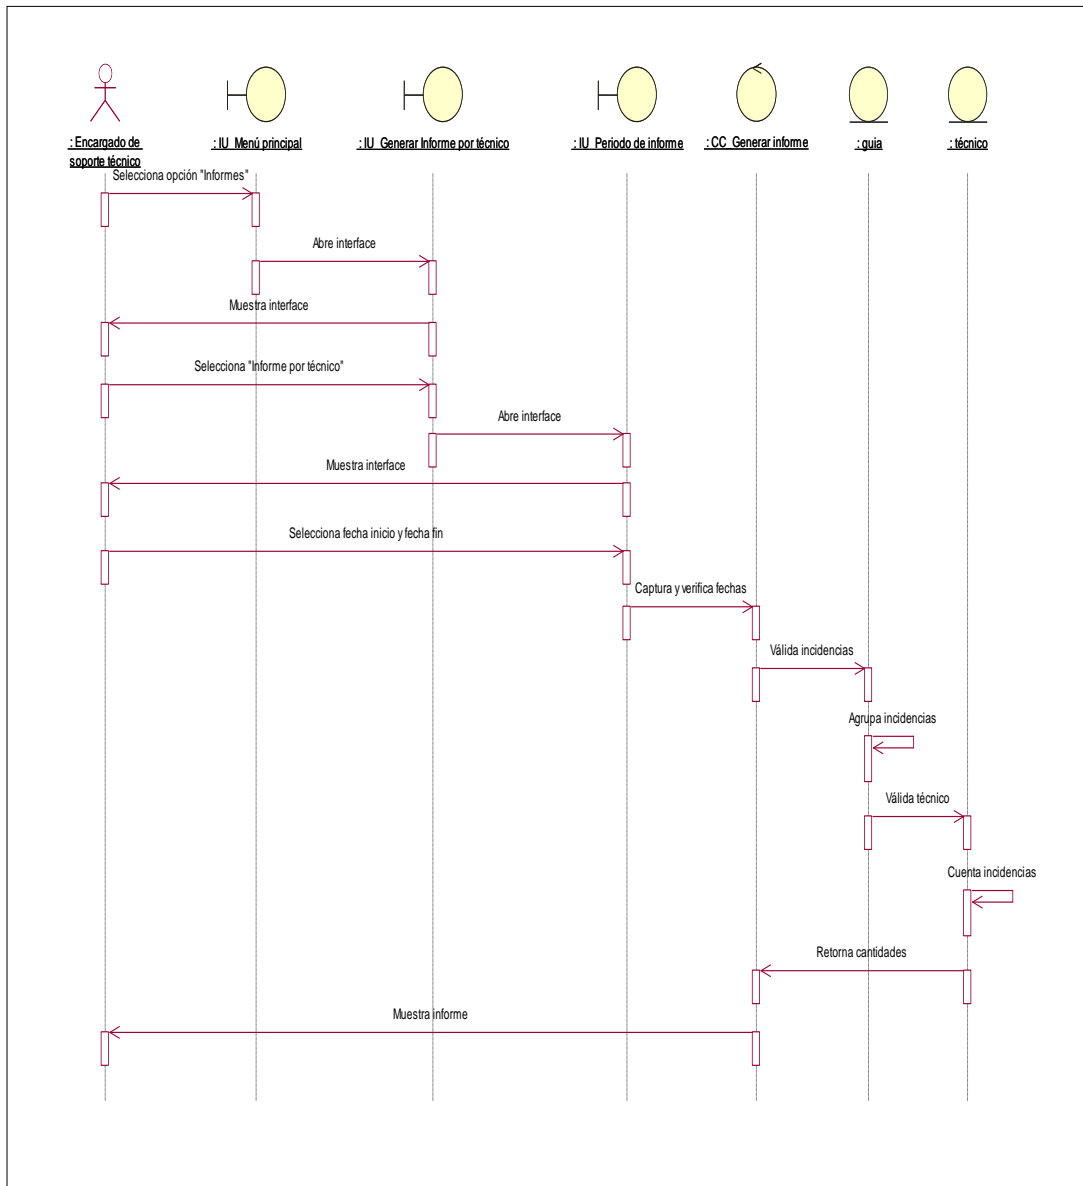 : Encargado de
soporte técnico
: IU_Menú principal
: IU_Generar Informe por técnico
: IU_Periodo de informe
: CC_Generar informe
: guia
: técnico
Selecciona opción "Informes"
Abre interface
Muestra interface
Selecciona "Informe por técnico"
Abre interface
Muestra interface
Selecciona fecha inicio y fecha fin
Captura y verifica fechas
Válida incidencias
Agrupa incidencias
Válida técnico
Cuenta incidencias
Retorna cantidades
Muestra informe